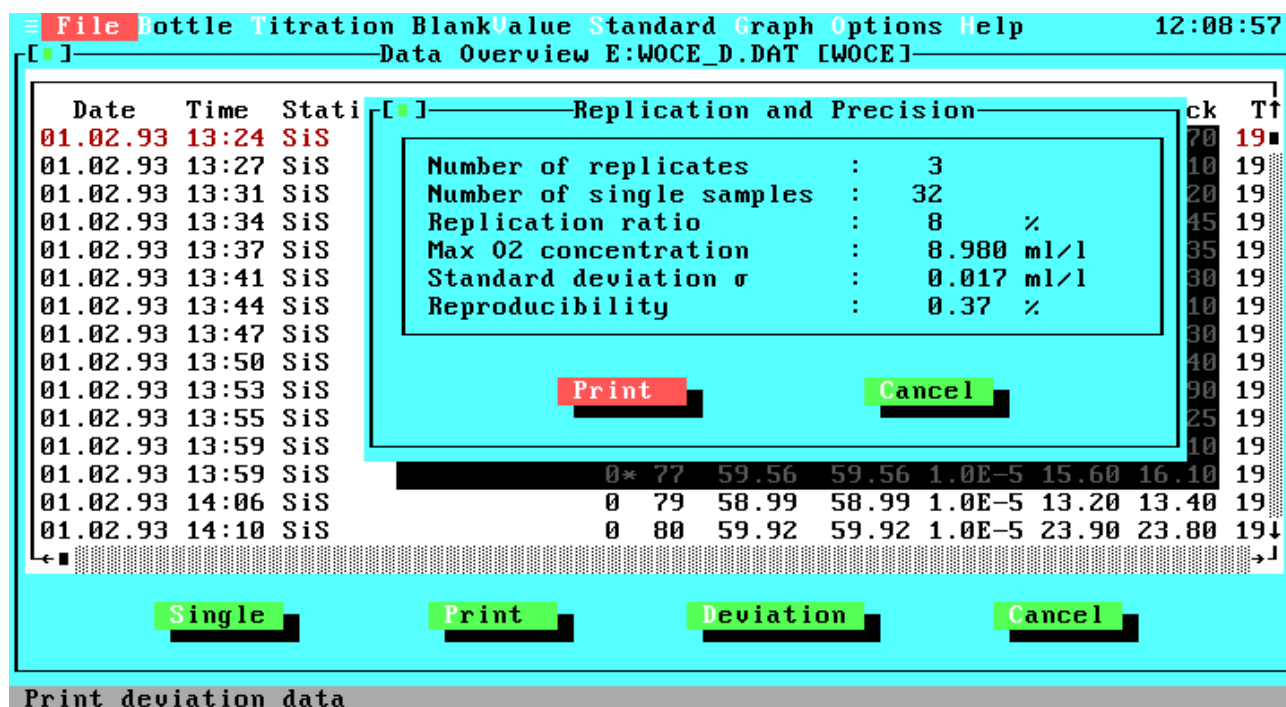 ≡ File Bottle Titration BlankValue Standard Graph Options Help 12:08:57
[■] Data Overview E:WOCE_D.DAT [WOCE]
Date Time Stati [■] Replication and Precision ck T↑
01.02.93 13:24 SiS 70 19
01.02.93 13:27 SiS Number of replicates : 3 10 19
01.02.93 13:31 SiS Number of single samples : 32 20 19
01.02.93 13:34 SiS Replication ratio : 8 % 45 19
01.02.93 13:37 SiS Max O2 concentration : 8.980 ml/l 35 19
01.02.93 13:41 SiS Standard deviation σ : 0.017 ml/l 30 19
01.02.93 13:44 SiS Reproducibility : 0.37 % 10 19
01.02.93 13:47 SiS 30 19
01.02.93 13:50 SiS 40 19
01.02.93 13:53 SiS Print Cancel 90 19
01.02.93 13:55 SiS 25 19
01.02.93 13:59 SiS 10 19
01.02.93 13:59 SiS 0* 77 59.56 59.56 1.0E-5 15.60 16.10 19
01.02.93 14:06 SiS 0 79 58.99 58.99 1.0E-5 13.20 13.40 19
01.02.93 14:10 SiS 0 80 59.92 59.92 1.0E-5 23.90 23.80 19↓
Single Print Deviation Cancel
Print deviation data